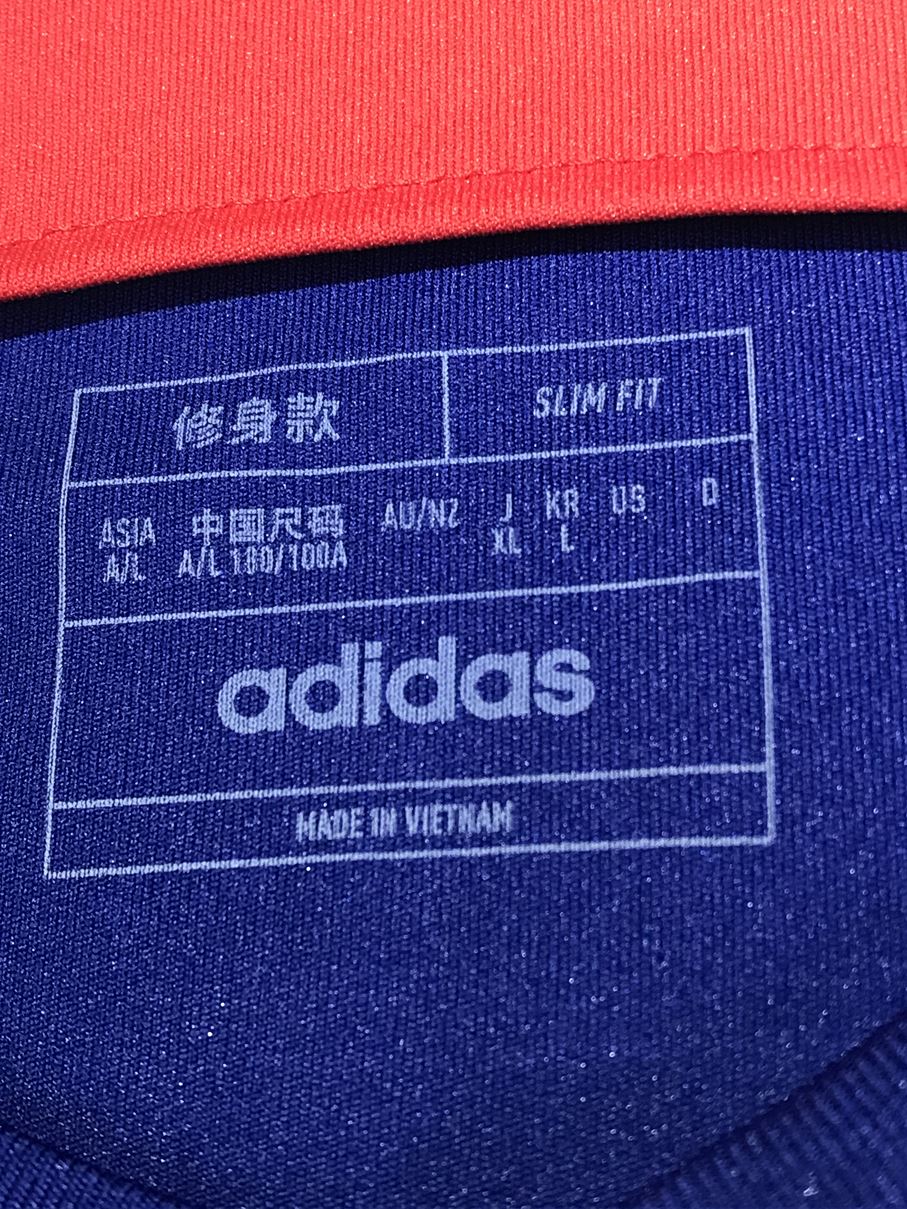 修身款 SLIM FIT
ASIA 中国尺码 AU/NZ J KR US D
A/L A/L 180/100A XL L
adidas
MADE IN VIETNAM